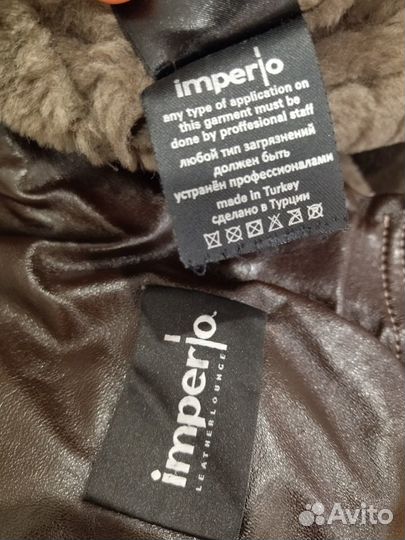 imperio
any type of application on
this garment must be
done by proffesional staff
любой тип загрязнений
должен быть
устранён профессионалами
made in Turkey
сделано в Турции
imperio
LEATHERLOUNGE
Avito